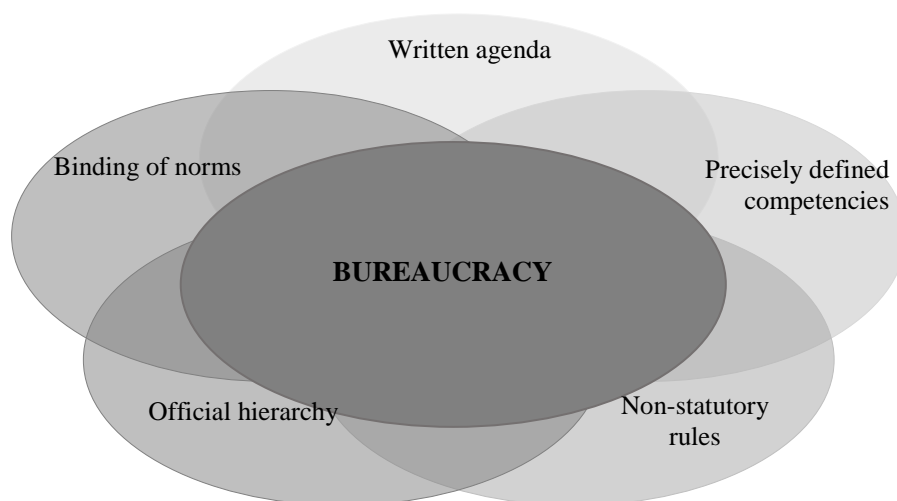 Written agenda
Binding of norms
Precisely defined
competencies
BUREAUCRACY
Official hierarchy
Non-statutory
rules